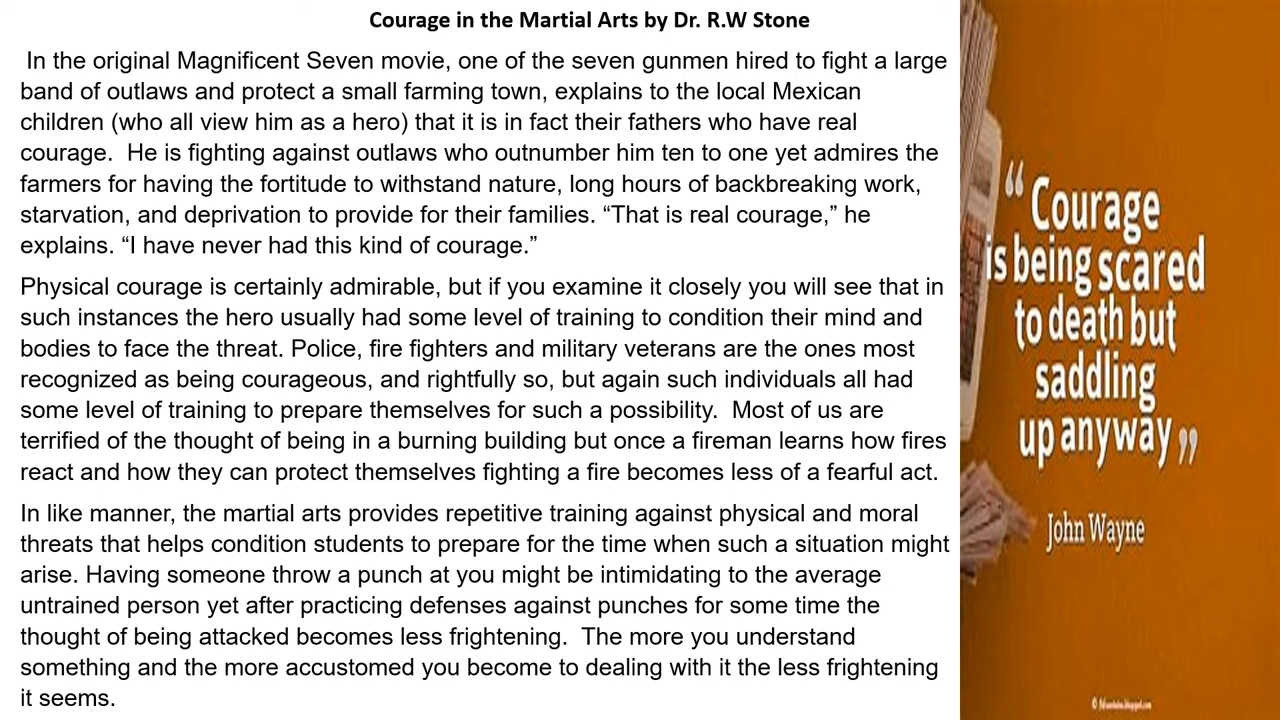 Courage in the Martial Arts by Dr. R.W Stone
In the original Magnificent Seven movie, one of the seven gunmen hired to fight a large
band of outlaws and protect a small farming town, explains to the local Mexican
children (who all view him as a hero) that it is in fact their fathers who have real
courage.  He is fighting against outlaws who outnumber him ten to one yet admires the
farmers for having the fortitude to withstand nature, long hours of backbreaking work,
starvation, and deprivation to provide for their families. “That is real courage,” he
explains. “I have never had this kind of courage.”
Physical courage is certainly admirable, but if you examine it closely you will see that in
such instances the hero usually had some level of training to condition their mind and
bodies to face the threat. Police, fire fighters and military veterans are the ones most
recognized as being courageous, and rightfully so, but again such individuals all had
some level of training to prepare themselves for such a possibility.  Most of us are
terrified of the thought of being in a burning building but once a fireman learns how fires
react and how they can protect themselves fighting a fire becomes less of a fearful act.
In like manner, the martial arts provides repetitive training against physical and moral
threats that helps condition students to prepare for the time when such a situation might
arise. Having someone throw a punch at you might be intimidating to the average
untrained person yet after practicing defenses against punches for some time the
thought of being attacked becomes less frightening.  The more you understand
something and the more accustomed you become to dealing with it the less frightening
it seems.
“ Courage
is being scared
to death but
saddling
up anyway ”
John Wayne